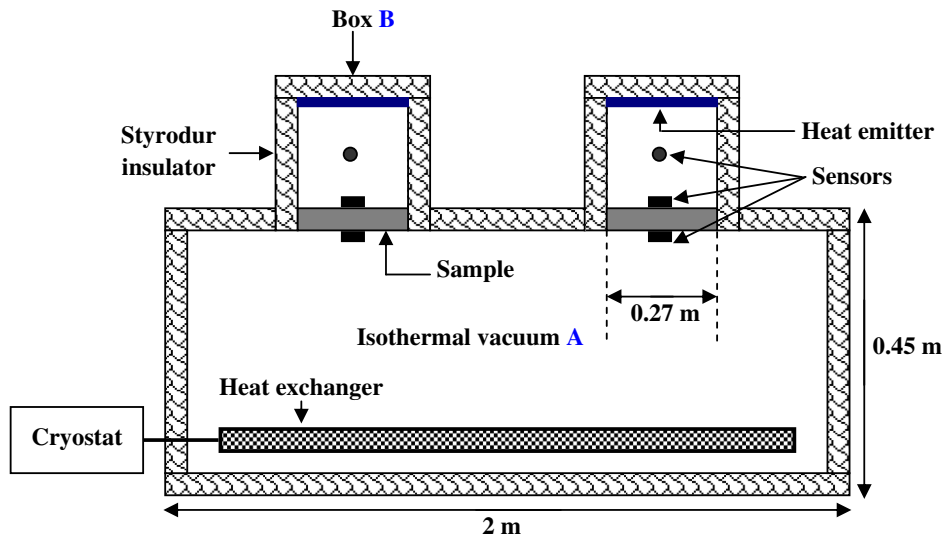 Box B
Styrodur
insulator
Heat emitter
Sensors
Sample
0.27 m
Isothermal vacuum A
0.45 m
Heat exchanger
Cryostat
2 m